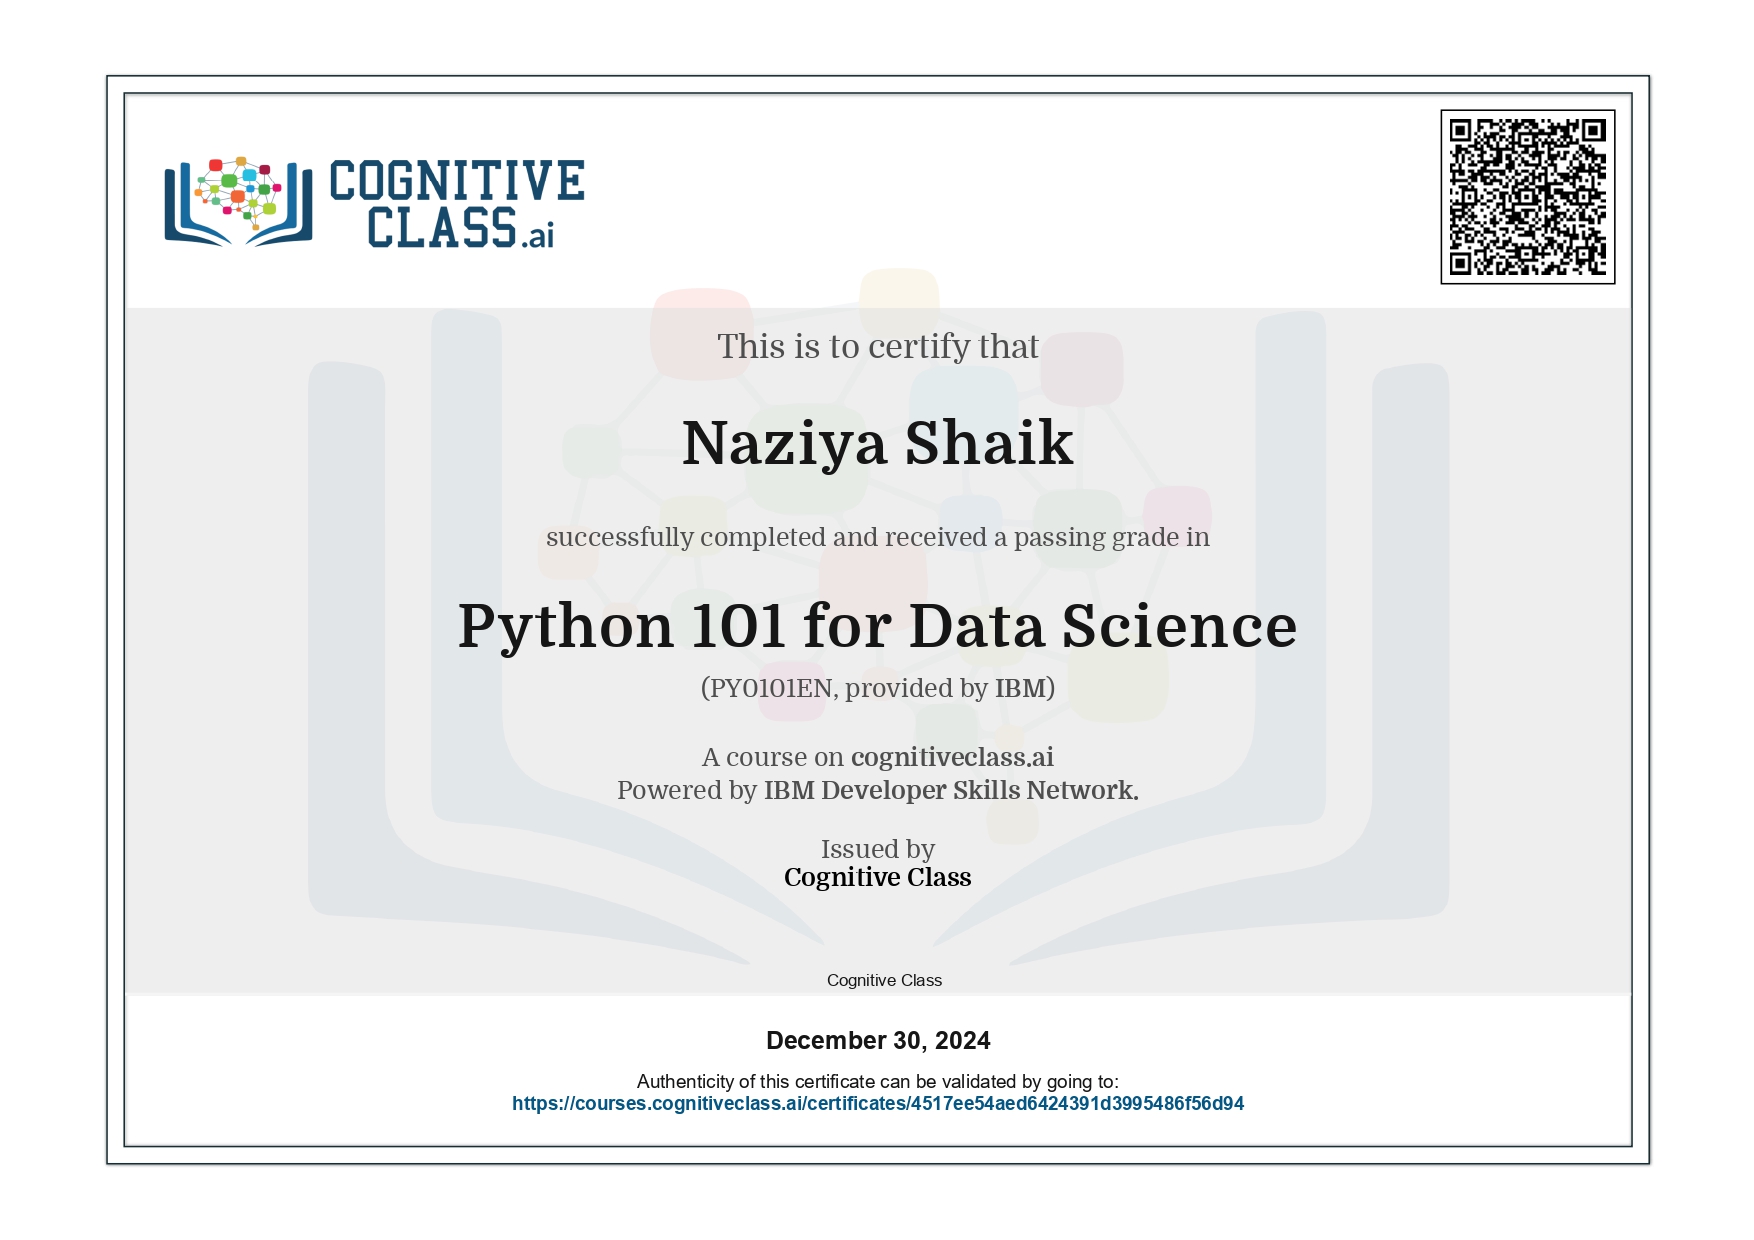 COGNITIVE
CLASS.ai
This is to certify that
Naziya Shaik
successfully completed and received a passing grade in
Python 101 for Data Science
(PY0101EN, provided by IBM)
A course on cognitiveclass.ai
Powered by IBM Developer Skills Network.
Issued by
Cognitive Class
Cognitive Class
December 30, 2024
Authenticity of this certificate can be validated by going to:
https://courses.cognitiveclass.ai/certificates/4517ee54aed6424391d3995486f56d94